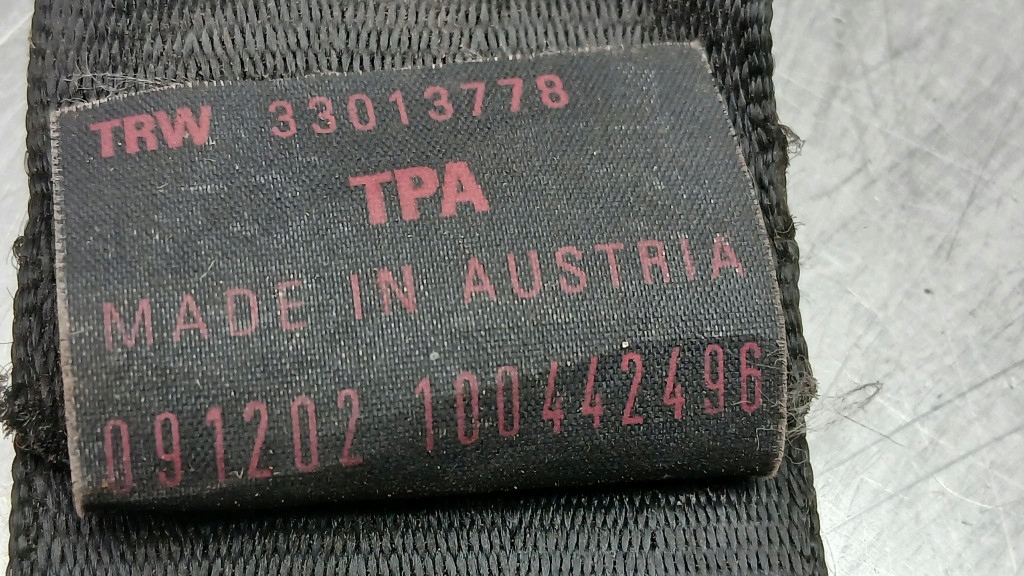 TRW 33013778
TPA
MADE IN AUSTRIA
091202 100442496